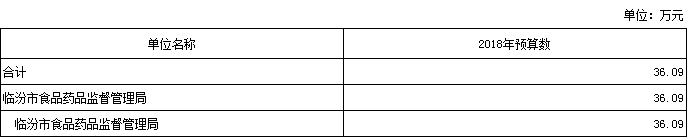 单位：万元
单位名称 2018年预算数
合计 36.09
临汾市食品药品监督管理局 36.09
临汾市食品药品监督管理局 36.09